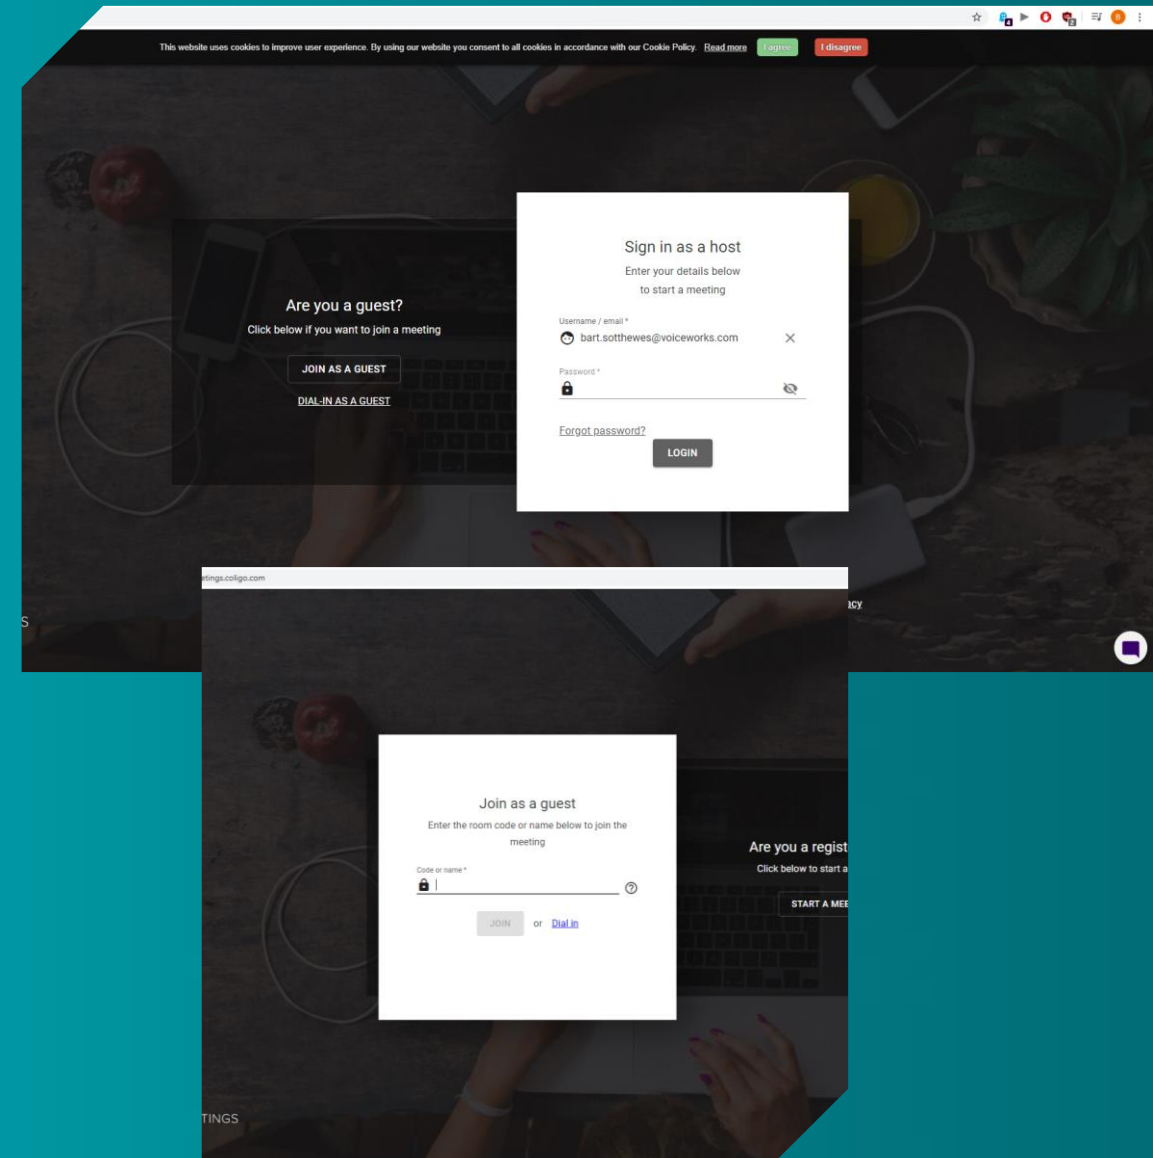 This website uses cookies to improve user experience. By using our website you consent to all cookies in accordance with our Cookie Policy. Read more I agree I disagree
Are you a guest?
Click below if you want to join a meeting
JOIN AS A GUEST
DIAL-IN AS A GUEST
Sign in as a host
Enter your details below
to start a meeting
Username / email *
bart.sotthewes@voiceworks.com
Password *
Forgot password?
LOGIN
acy
S
etings.coligo.com
Join as a guest
Enter the room code or name below to join the
meeting
Code or name *
JOIN or Dial in
Are you a regist
Click below to start a
START A MEE
TINGS